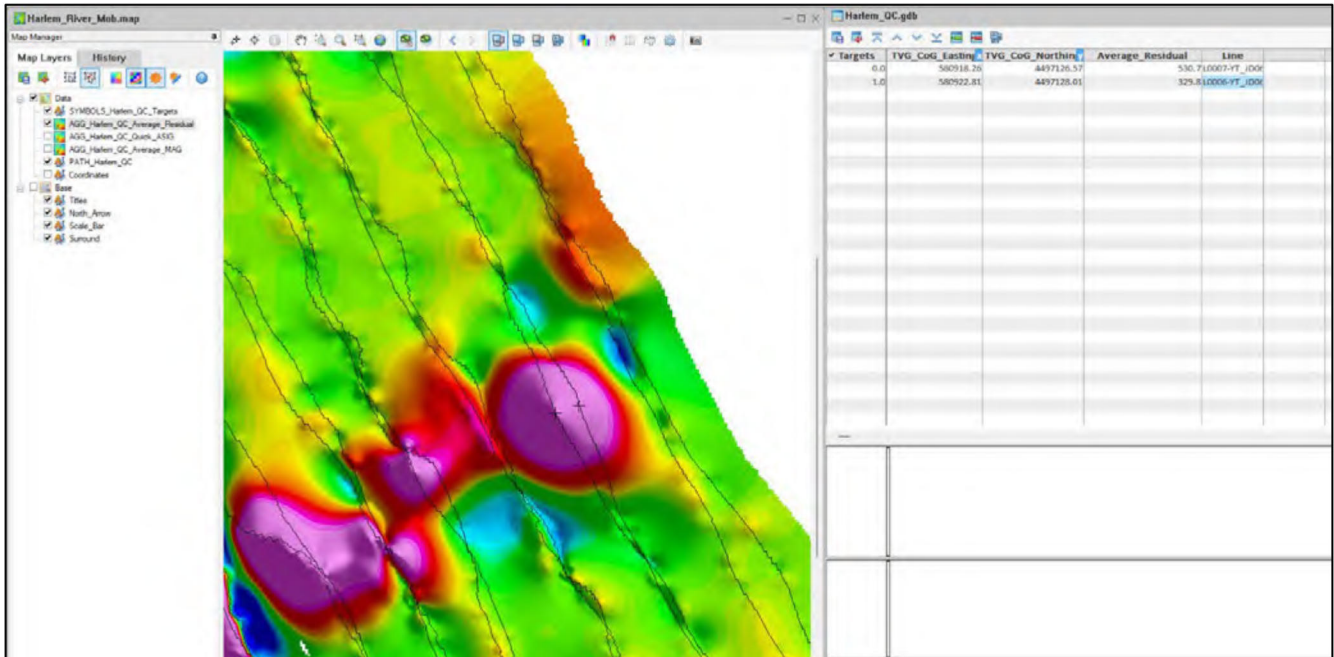 Harlem_River_Mob.map
Map Manager
Map Layers History
Data
SYMBOLS_Harlem_QC_Targets
AGG_Harlem_QC_Average_Residual
AGG_Harlem_QC_Quick_ASIG
AGG_Harlem_QC_Average_MAG
PATH_Harlem_QC
Coordinates
Base
Titles
North_Arrow
Scale_Bar
Surround
Harlem_QC.gdb
Targets TVG_CoG_Easting TVG_CoG_Northing Average_Residual Line
0.0 580918.26 4497126.57 530.7
1.0 580922.81 4497128.01 329.8